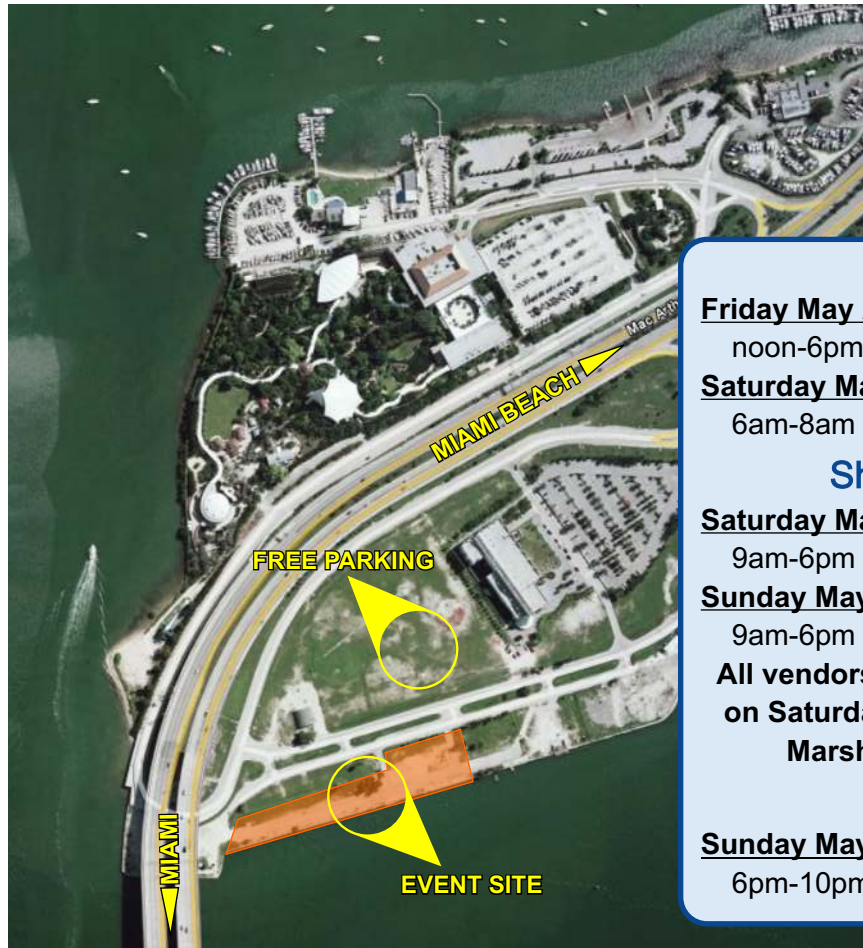 Mac Arth
MIAMI BEACH
FREE PARKING
MIAMI
EVENT SITE
Friday May
noon-6pm
Saturday Ma
6am-8am
Sh
Saturday Ma
9am-6pm
Sunday May
9am-6pm
All vendors
on Saturda
Marsh
Sunday May
6pm-10pm